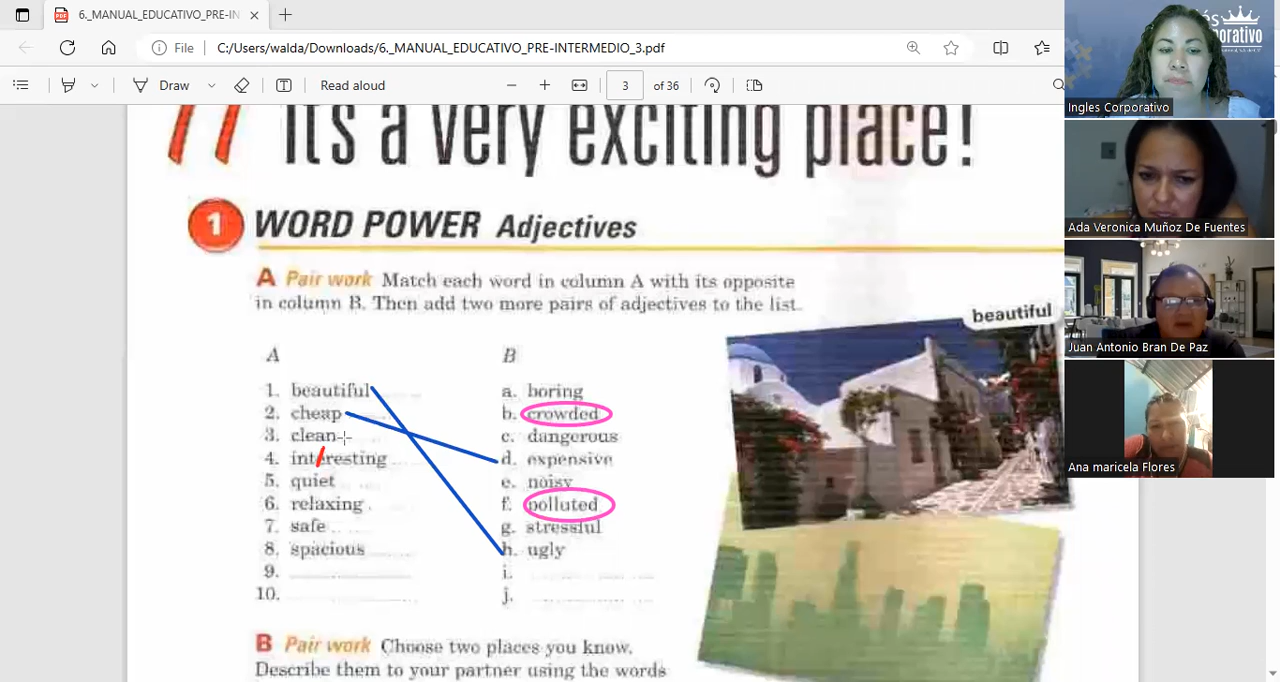 6._MANUAL_EDUCATIVO_PRE-IN
File
C:/Users/walda/Downloads/6._MANUAL_EDUCATIVO_PRE-INTERMEDIO_3.pdf
Draw
Read aloud
3
of 36
It's a very exciting place!
1 WORD POWER Adjectives
A Pair work Match each word in column A with its opposite
in column B. Then add two more pairs of adjectives to the list.
beautiful
A
1. beautiful
2. cheap
3. clean
4. interesting
5. quiet
6. relaxing
7. safe
8. spacious
9.
10.
B
a. boring
b. crowded
c. dangerous
d. expensive
e. noisy
f. polluted
g. stressful
h. ugly
i.
j.
B Pair work Choose two places you know.
Describe them to your partner using the words
Ingles Corporativo
Ada Veronica Muñoz De Fuentes
Juan Antonio Bran De Paz
Ana maricela Flores